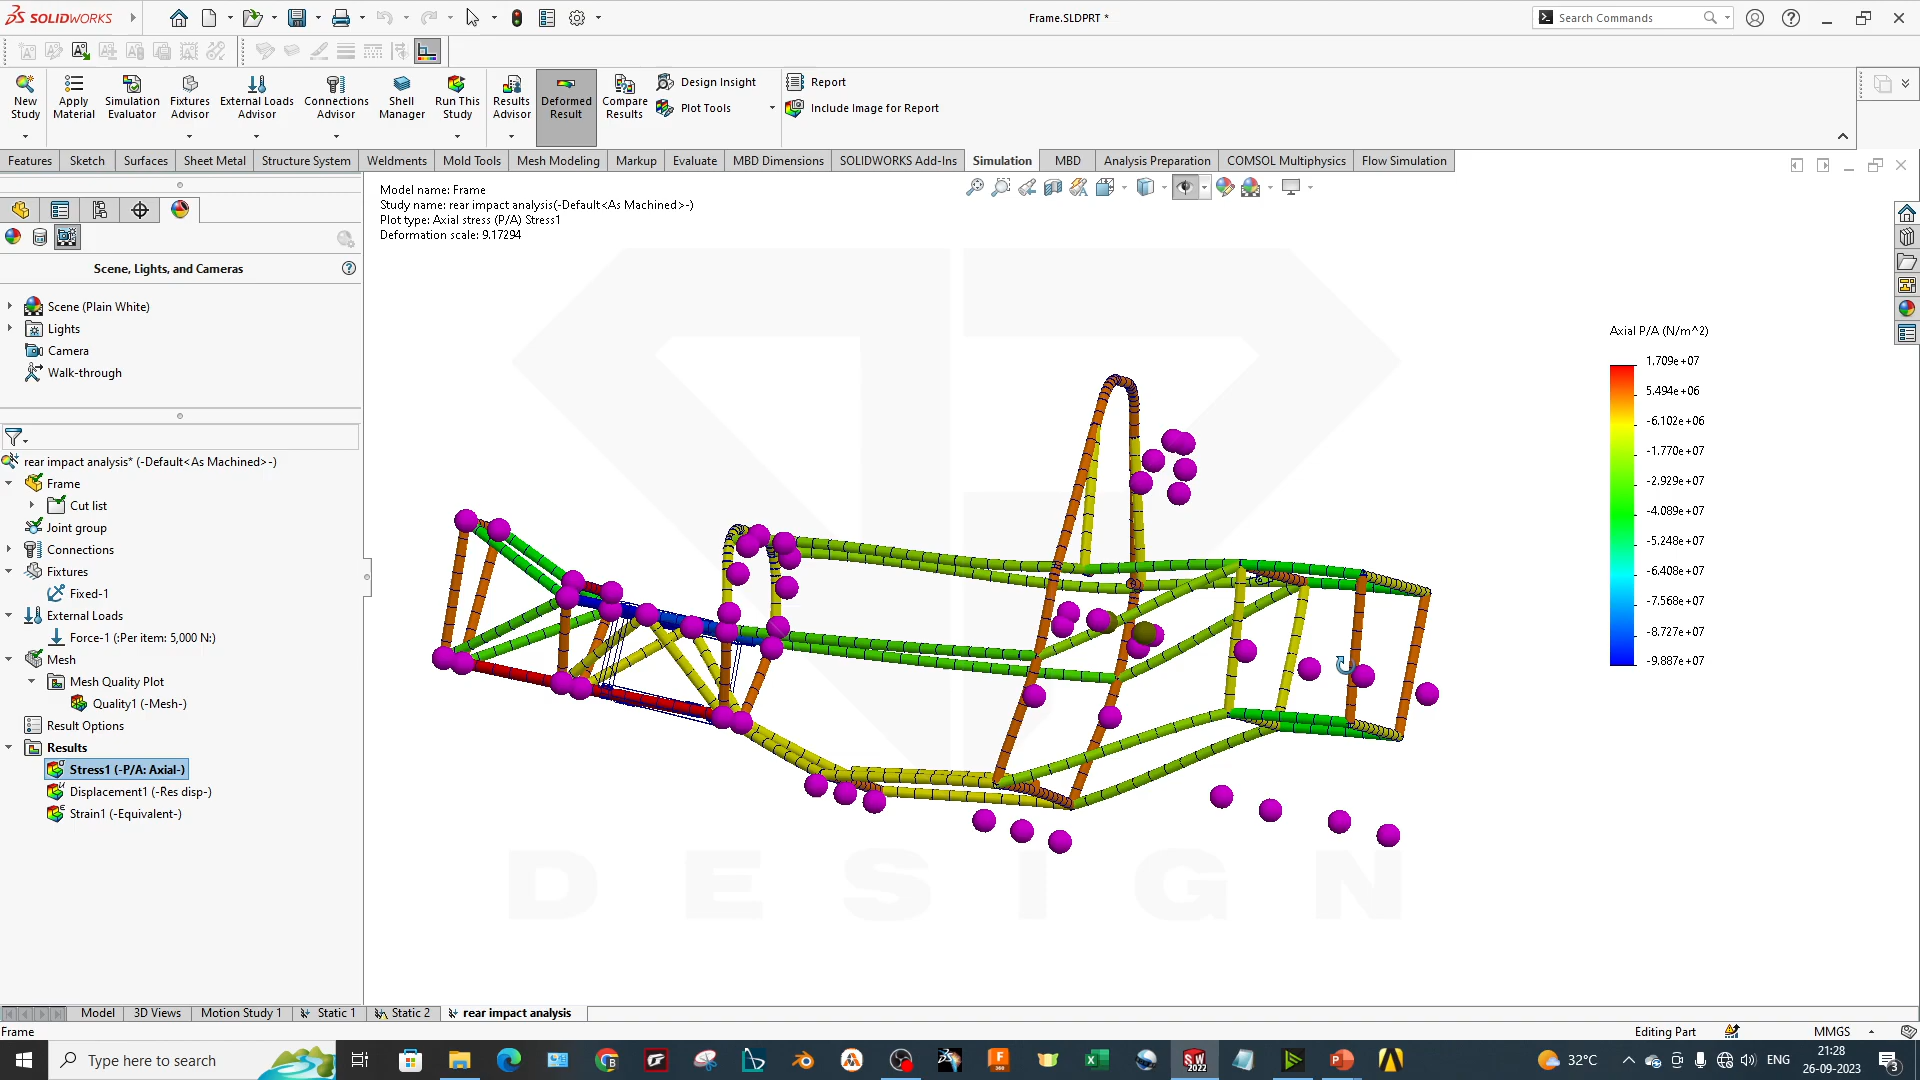 SOLIDWORKS
Frame.SLDPRT *
Search Commands
New Study
Apply Material
Simulation Evaluator
Fixtures Advisor
External Loads Advisor
Connections Advisor
Shell Manager
Run This Study
Results Advisor
Deformed Result
Compare Results
Design Insight
Plot Tools
Report
Include Image for Report
Features
Sketch
Surfaces
Sheet Metal
Structure System
Weldments
Mold Tools
Mesh Modeling
Markup
Evaluate
MBD Dimensions
SOLIDWORKS Add-Ins
Simulation
MBD
Analysis Preparation
COMSOL Multiphysics
Flow Simulation
Model name: Frame
Study name: rear impact analysis(-Default<As Machined>-)
Plot type: Axial stress (P/A) Stress1
Deformation scale: 9.17294
Scene, Lights, and Cameras
Scene (Plain White)
Lights
Camera
Walk-through
rear impact analysis* (-Default<As Machined>-)
Frame
Cut list
Joint group
Connections
Fixtures
Fixed-1
External Loads
Force-1 (:Per item: 5,000 N:)
Mesh
Mesh Quality Plot
Quality1 (-Mesh-)
Result Options
Results
Stress1 (-P/A: Axial-)
Displacement1 (-Res disp-)
Strain1 (-Equivalent-)
Axial P/A (N/m^2)
1.709e+07
5.494e+06
-6.102e+06
-1.770e+07
-2.929e+07
-4.089e+07
-5.248e+07
-6.408e+07
-7.568e+07
-8.727e+07
-9.887e+07
DESIGN
Model
3D Views
Motion Study 1
Static 1
Static 2
rear impact analysis
Frame
Editing Part
MMGS
Type here to search
SW
2022
32°C
ENG
21:28
26-09-2023
3